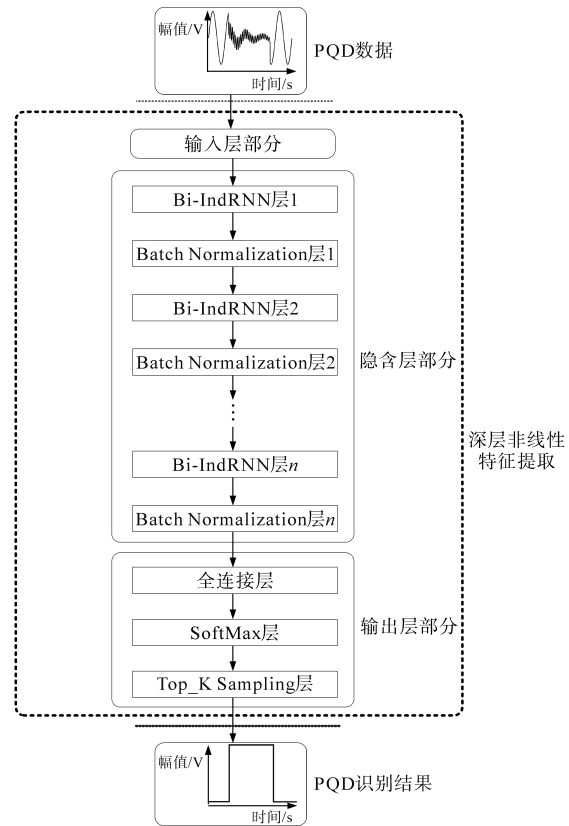 幅值/V
PQD数据
时间/s
输入层部分
Bi-IndRNN层1
Batch Normalization层1
Bi-IndRNN层2
Batch Normalization层2
隐含层部分
深层非线性
特征提取
Bi-IndRNN层n
Batch Normalization层n
全连接层
SoftMax层
输出层部分
Top_K Sampling层
幅值/V
PQD识别结果
时间/s